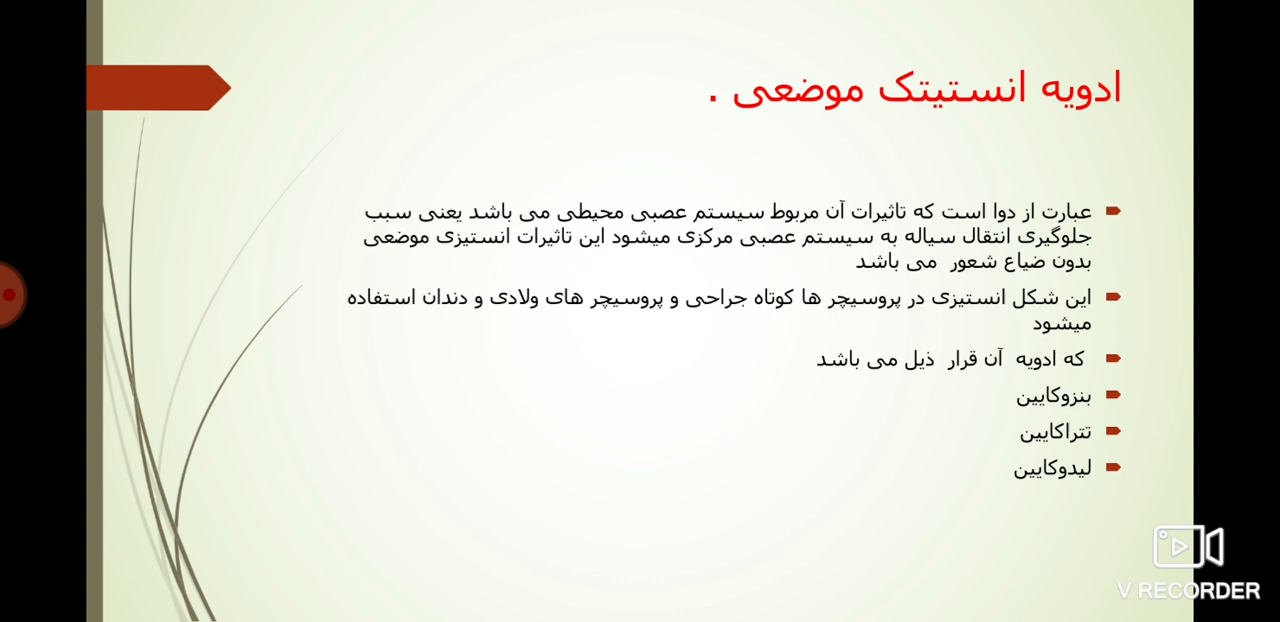 ادویه انستیتک موضعی .
عبارت از دوا است که تاثیرات آن مربوط سیستم عصبی محیطی می باشد یعنی سبب
جلوگیری انتقال سیاله به سیستم عصبی مرکزی میشود این تاثیرات انستیزی موضعی
بدون ضیاع شعور می باشد
این شکل انستیزی در پروسیچر ها کوتاه جراحی و پروسیچر های ولادی و دندان استفاده
میشود
که ادویه آن قرار ذیل می باشد
بنزوکایین
تتراکایین
لیدوکایین
V RECORDER